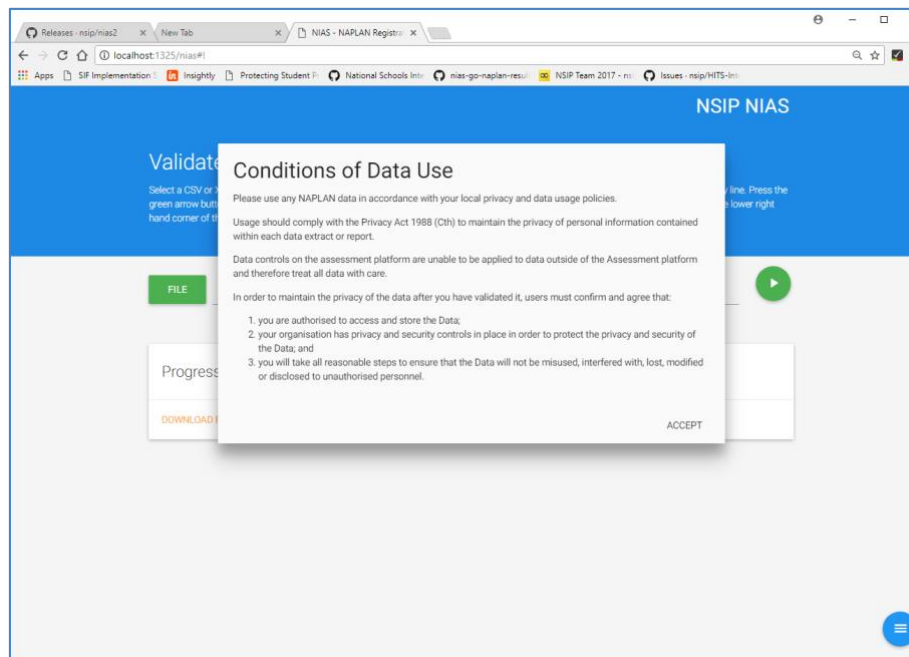 Releases · nsip/nias2
New Tab
NIAS - NAPLAN Registra
localhost:1325/nias#!
Apps
SIF Implementation S
Insightly
Protecting Student Pr
National Schools Inte
nias-go-naplan-resul
NSIP Team 2017 - ns
Issues · nsip/HITS-Int
NSIP NIAS
Validate
Select a CSV or X
line. Press the
green arrow butt
lower right
hand corner of th
Conditions of Data Use
Please use any NAPLAN data in accordance with your local privacy and data usage policies.
Usage should comply with the Privacy Act 1988 (Cth) to maintain the privacy of personal information contained
within each data extract or report.
Data controls on the assessment platform are unable to be applied to data outside of the Assessment platform
and therefore treat all data with care.
In order to maintain the privacy of the data after you have validated it, users must confirm and agree that:
1. you are authorised to access and store the Data;
2. your organisation has privacy and security controls in place in order to protect the privacy and security of
the Data; and
3. you will take all reasonable steps to ensure that the Data will not be misused, interfered with, lost, modified
or disclosed to unauthorised personnel.
ACCEPT
FILE
Progress
DOWNLOAD